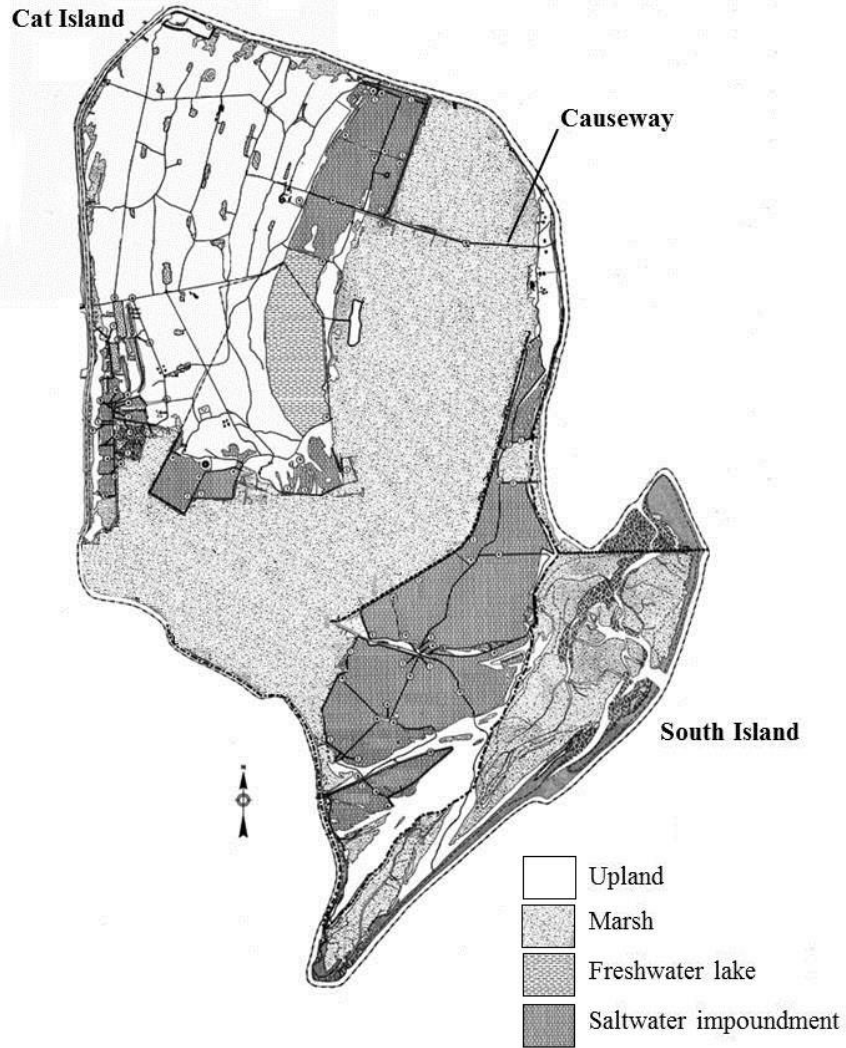 Cat Island
Causeway
South Island
Upland
Marsh
Freshwater lake
Saltwater impoundment